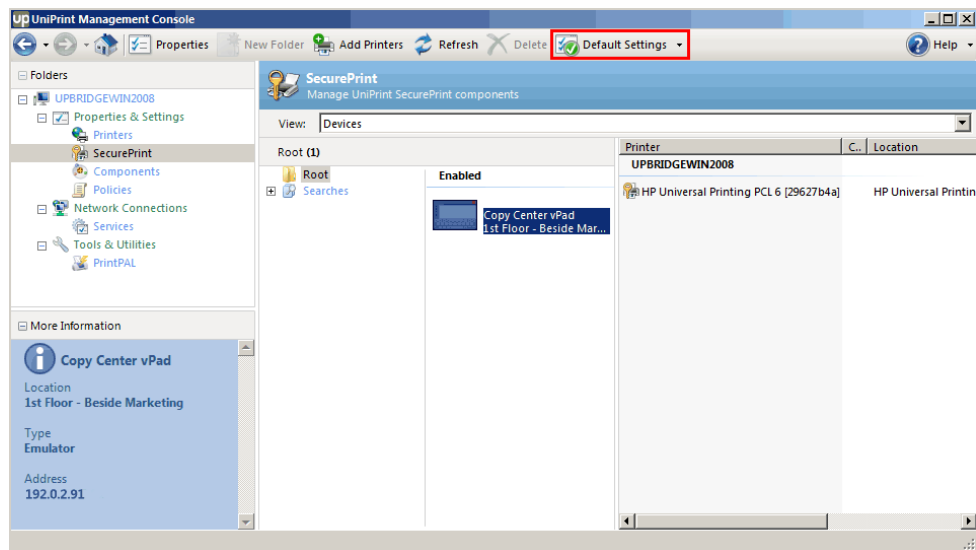 up UniPrint Management Console
Properties New Folder Add Printers Refresh Delete Default Settings Help
Folders
UPBRIDGEWIN2008
Properties & Settings
Printers
SecurePrint
Components
Policies
Network Connections
Services
Tools & Utilities
PrintPAL
More Information
Copy Center vPad
Location
1st Floor - Beside Marketing
Type
Emulator
Address
192.0.2.91
SecurePrint
Manage UniPrint SecurePrint components
View: Devices
Root (1)
Root
Searches
Enabled
Copy Center vPad
1st Floor - Beside Mar...
Printer C.. Location
UPBRIDGEWIN2008
HP Universal Printing PCL 6 [29627b4a] HP Universal Printin